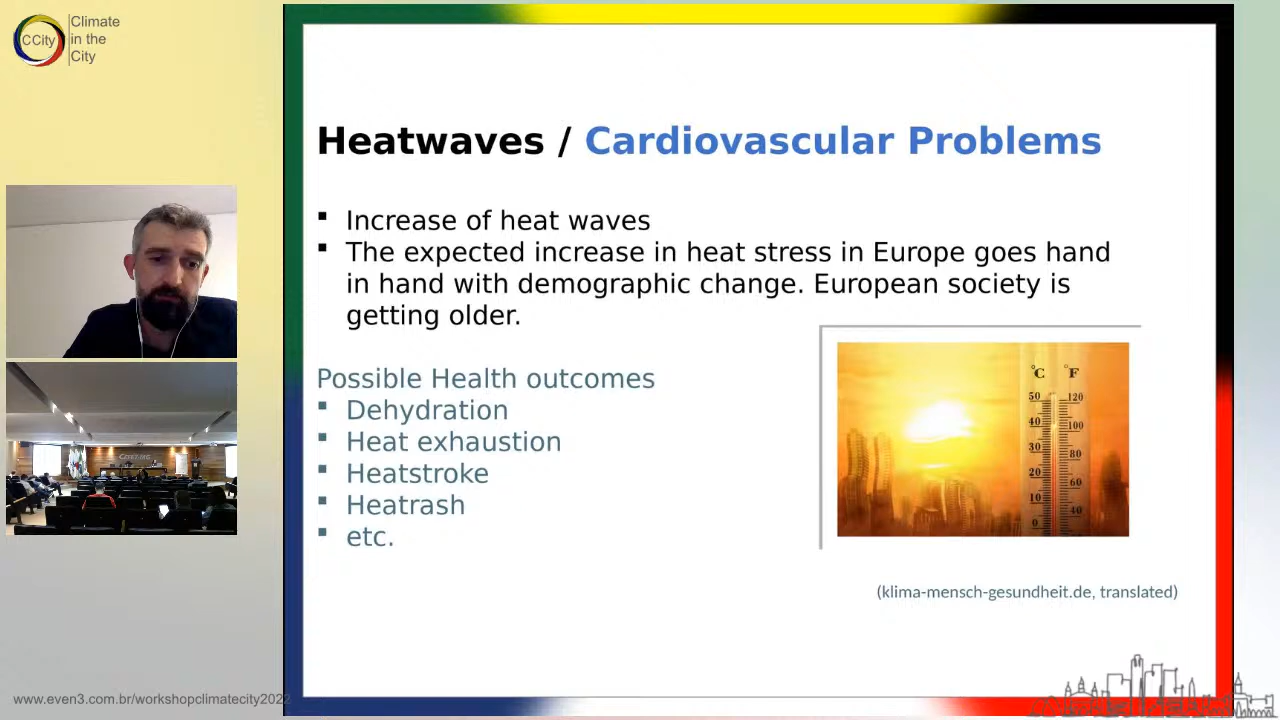 CCity
Climate
in the
City
Heatwaves / Cardiovascular Problems
▪ Increase of heat waves
▪ The expected increase in heat stress in Europe goes hand
in hand with demographic change. European society is
getting older.
Possible Health outcomes
▪ Dehydration
▪ Heat exhaustion
▪ Heatstroke
▪ Heatrash
▪ etc.
°C °F
50 120
40 100
30 80
20 60
10 40
0
(klima-mensch-gesundheit.de, translated)
www.even3.com.br/workshopclimatecity2022